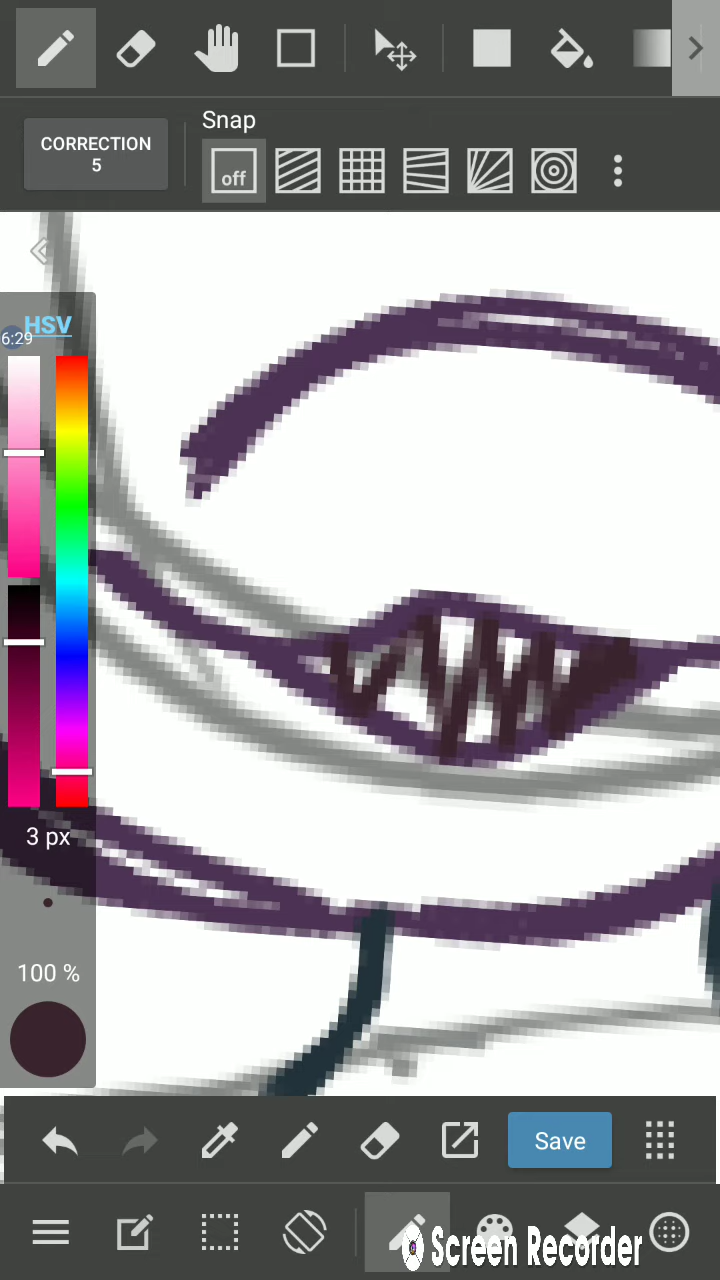 Snap
CORRECTION
5
off
HSV
6:29
3 px
100 %
Save
Screen Recorder